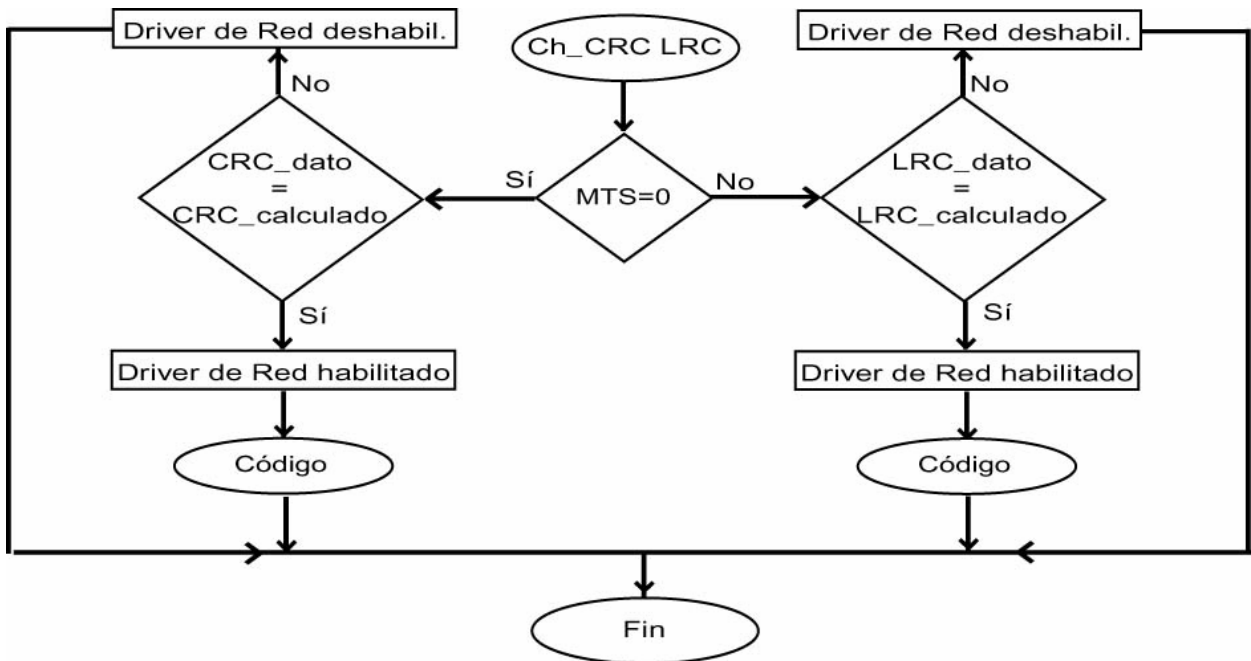 Driver de Red deshabil.
Ch_CRC LRC
Driver de Red deshabil.
No
No
CRC_dato
=
CRC_calculado
Sí
MTS=0
No
LRC_dato
=
LRC_calculado
Sí
Sí
Driver de Red habilitado
Driver de Red habilitado
Código
Código
Fin